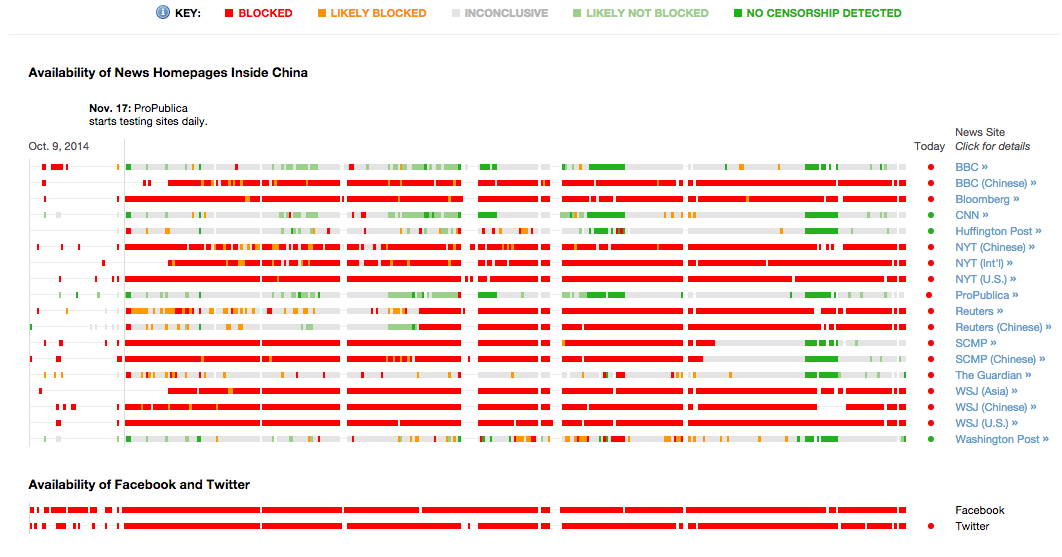 KEY: BLOCKED LIKELY BLOCKED INCONCLUSIVE LIKELY NOT BLOCKED NO CENSORSHIP DETECTED
Availability of News Homepages Inside China
Nov. 17: ProPublica
starts testing sites daily.
News Site
Oct. 9, 2014 Today Click for details
BBC »
BBC (Chinese) »
Bloomberg »
CNN »
Huffington Post »
NYT (Chinese) »
NYT (Int'l) »
NYT (U.S.) »
ProPublica »
Reuters »
Reuters (Chinese) »
SCMP »
SCMP (Chinese) »
The Guardian »
WSJ (Asia) »
WSJ (Chinese) »
WSJ (U.S.) »
Washington Post »
Availability of Facebook and Twitter
Facebook
Twitter